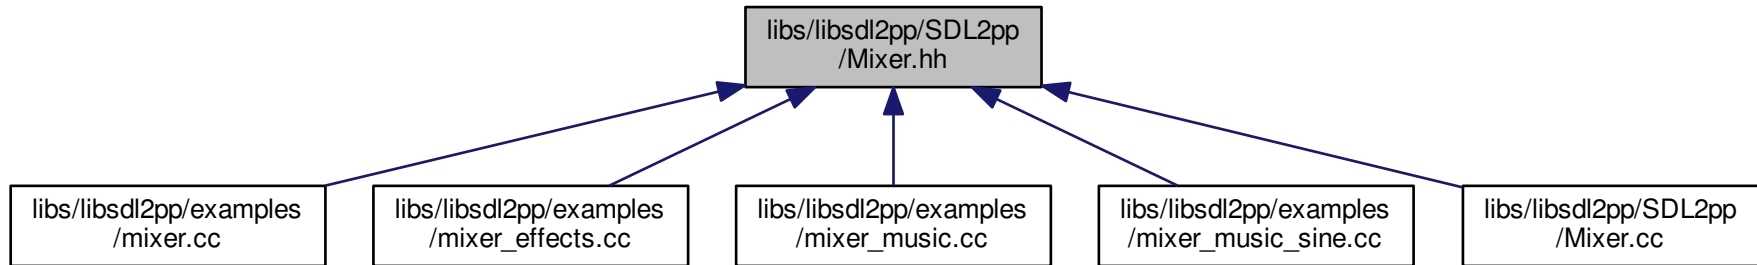 libs/libsdl2pp/SDL2pp
/Mixer.hh
libs/libsdl2pp/examples
/mixer.cc
libs/libsdl2pp/examples
/mixer_effects.cc
libs/libsdl2pp/examples
/mixer_music.cc
libs/libsdl2pp/examples
/mixer_music_sine.cc
libs/libsdl2pp/SDL2pp
/Mixer.cc